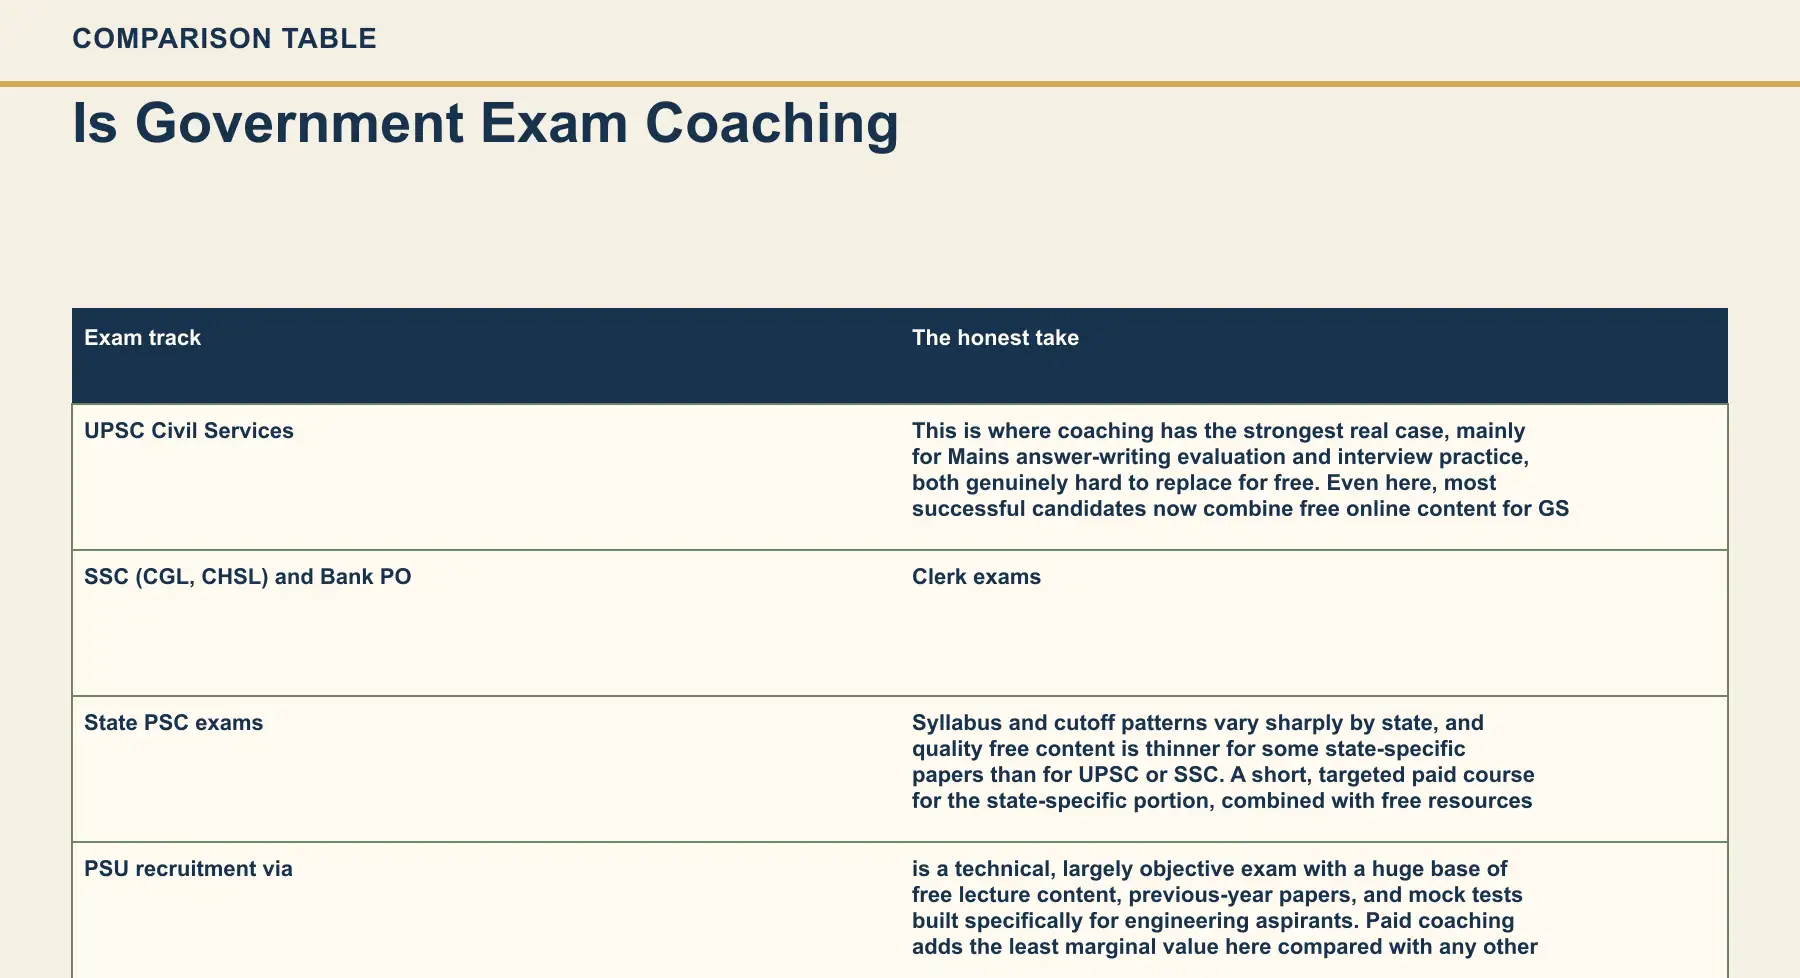 COMPARISON TABLE
Is Government Exam Coaching
Exam track
The honest take
UPSC Civil Services
This is where coaching has the strongest real case, mainly
for Mains answer-writing evaluation and interview practice,
both genuinely hard to replace for free. Even here, most
successful candidates now combine free online content for GS
SSC (CGL, CHSL) and Bank PO
Clerk exams
State PSC exams
Syllabus and cutoff patterns vary sharply by state, and
quality free content is thinner for some state-specific
papers than for UPSC or SSC. A short, targeted paid course
for the state-specific portion, combined with free resources
PSU recruitment via
is a technical, largely objective exam with a huge base of
free lecture content, previous-year papers, and mock tests
built specifically for engineering aspirants. Paid coaching
adds the least marginal value here compared with any other